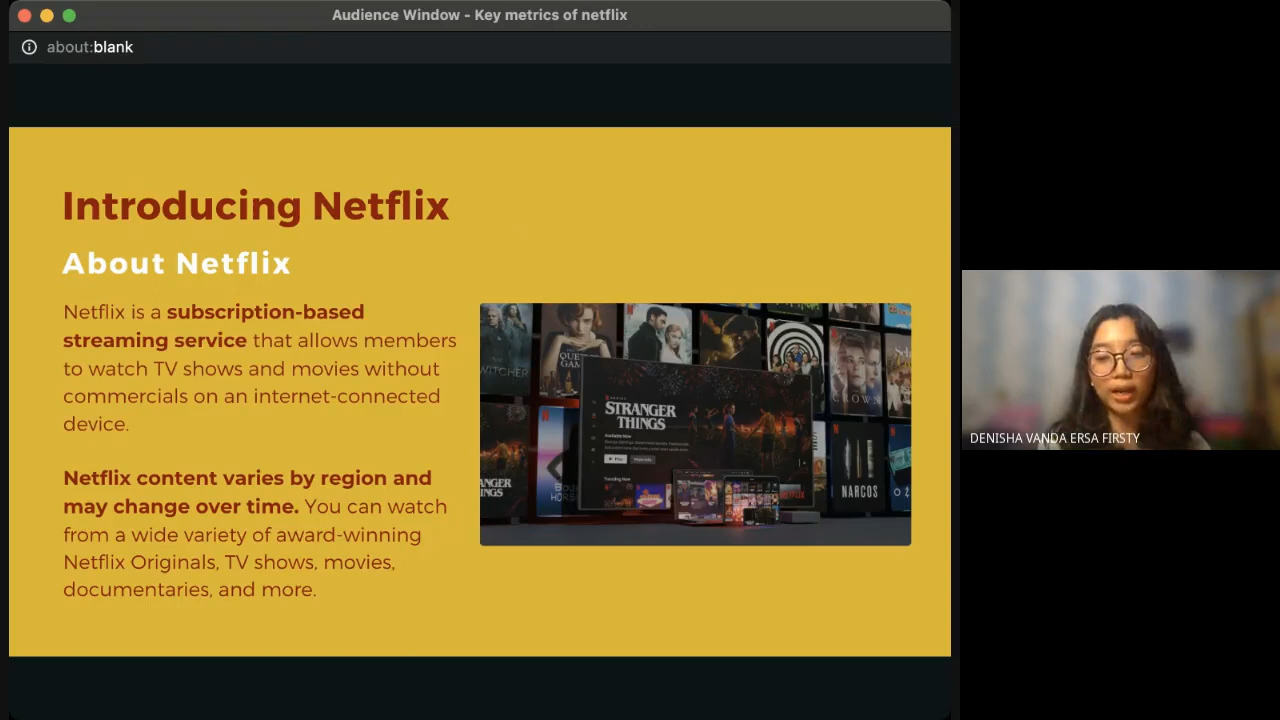 Audience Window - Key metrics of netflix
about:blank
Introducing Netflix
About Netflix
Netflix is a subscription-based
streaming service that allows members
to watch TV shows and movies without
commercials on an internet-connected
device.
Netflix content varies by region and
may change over time. You can watch
from a wide variety of award-winning
Netflix Originals, TV shows, movies,
documentaries, and more.
STRANGER
THINGS
Trending Now
CROWN
NARCOS
DENISHA VANDA ERSA FIRSTY